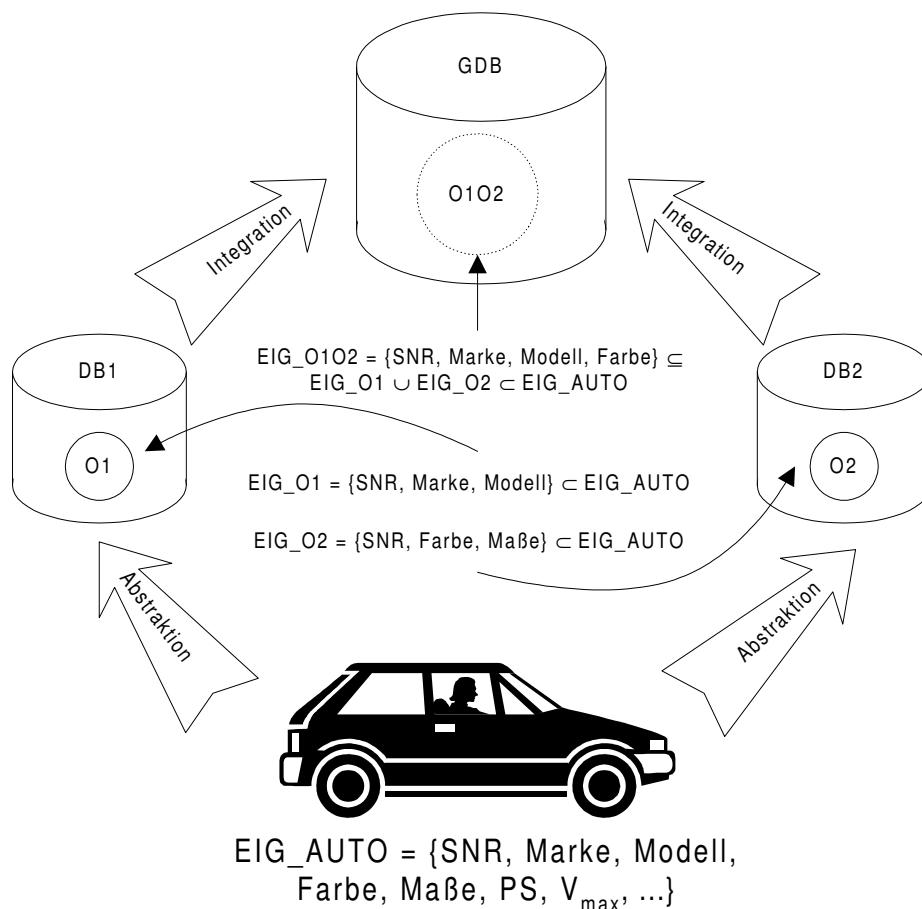 GDB
O1O2
Integration
Integration
EIG_O1O2 = {SNR, Marke, Modell, Farbe} ⊆
EIG_O1 ∪ EIG_O2 ⊂ EIG_AUTO
DB1
DB2
O1
O2
EIG_O1 = {SNR, Marke, Modell} ⊂ EIG_AUTO
EIG_O2 = {SNR, Farbe, Maße} ⊂ EIG_AUTO
Abstraktion
Abstraktion
EIG_AUTO = {SNR, Marke, Modell,
Farbe, Maße, PS, V_max, ...}